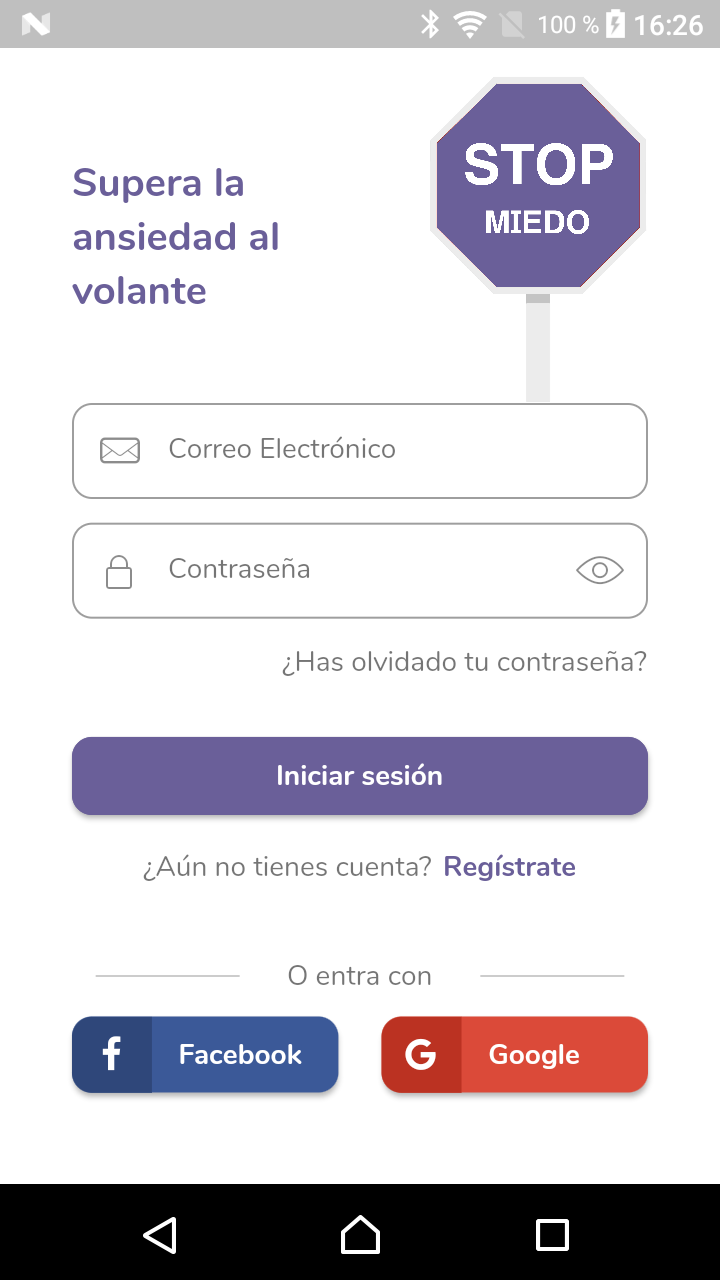 100 % 16:26
STOP
MIEDO
Supera la
ansiedad al
volante
Correo Electrónico
Contraseña
¿Has olvidado tu contraseña?
Iniciar sesión
¿Aún no tienes cuenta? Regístrate
O entra con
Facebook
Google